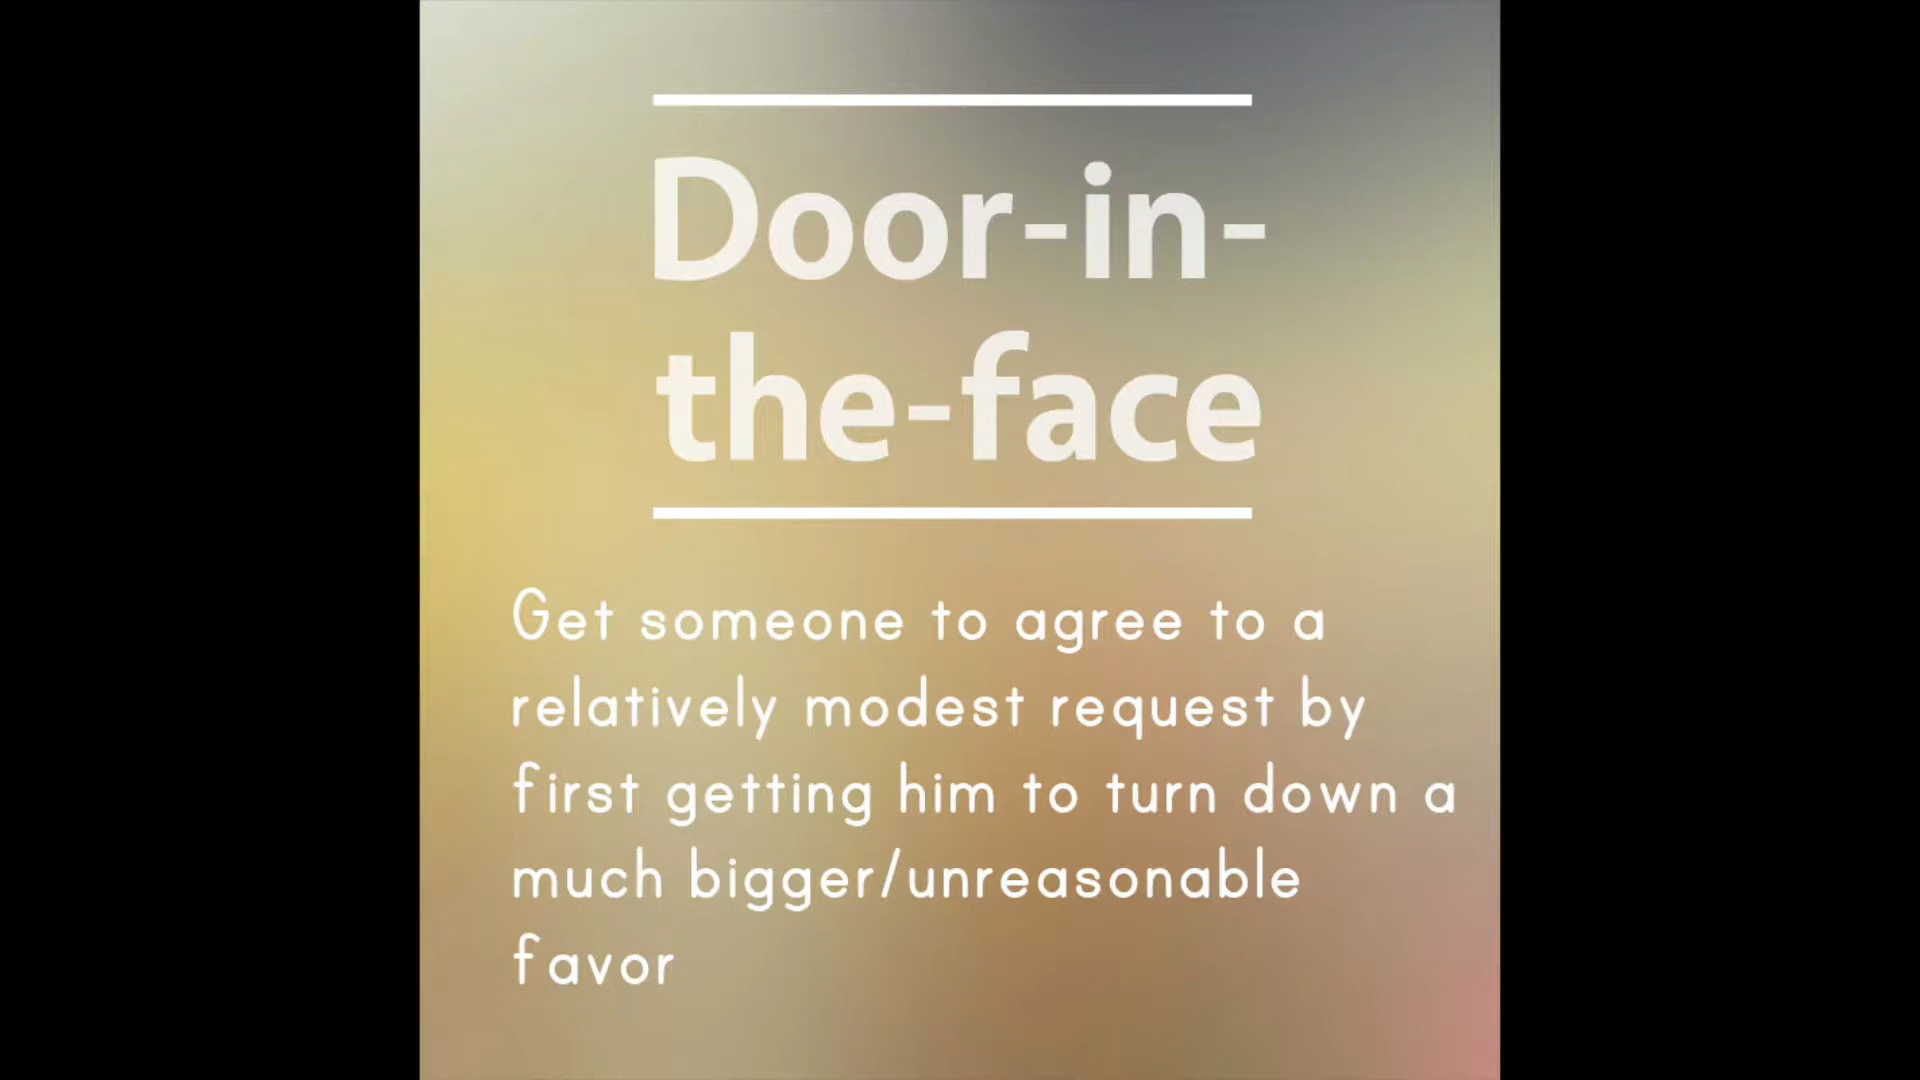 Door-in-
the-face
Get someone to agree to a
relatively modest request by
first getting him to turn down a
much bigger/unreasonable
favor